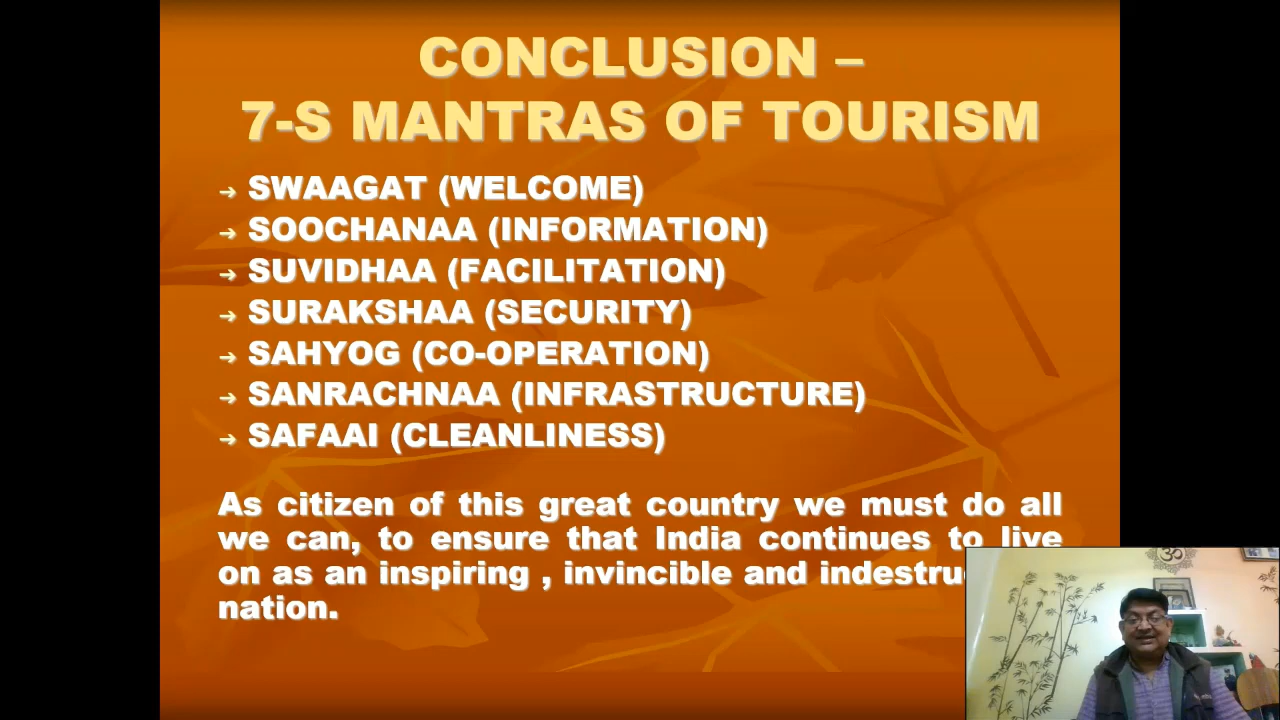 CONCLUSION –
7-S MANTRAS OF TOURISM
→ SWAAGAT (WELCOME)
→ SOOCHANAA (INFORMATION)
→ SUVIDHAA (FACILITATION)
→ SURAKSHAA (SECURITY)
→ SAHYOG (CO-OPERATION)
→ SANRACHNAA (INFRASTRUCTURE)
→ SAFAAI (CLEANLINESS)
As citizen of this great country we must do all
we can, to ensure that India continues to live
on as an inspiring , invincible and
nation.
ॐ